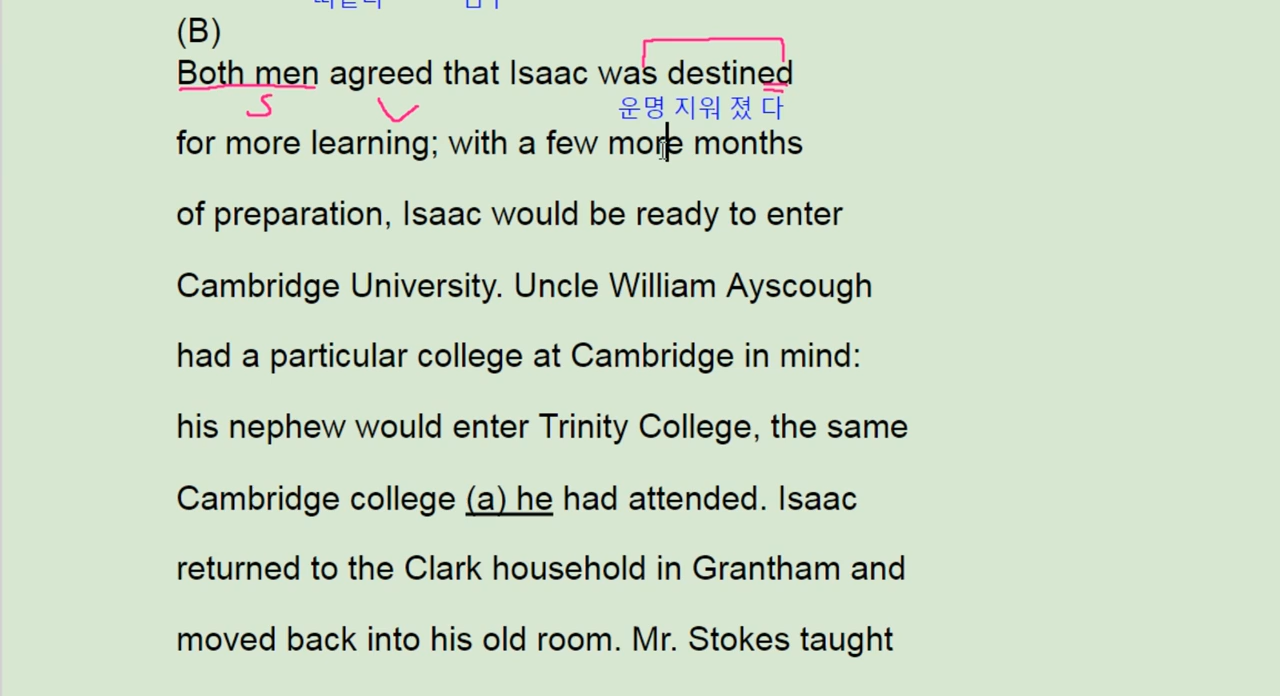 (B)
Both men agreed that Isaac was destined
S V
운명 지워 졌 다
for more learning; with a few more months
of preparation, Isaac would be ready to enter
Cambridge University. Uncle William Ayscough
had a particular college at Cambridge in mind:
his nephew would enter Trinity College, the same
Cambridge college (a) he had attended. Isaac
returned to the Clark household in Grantham and
moved back into his old room. Mr. Stokes taught